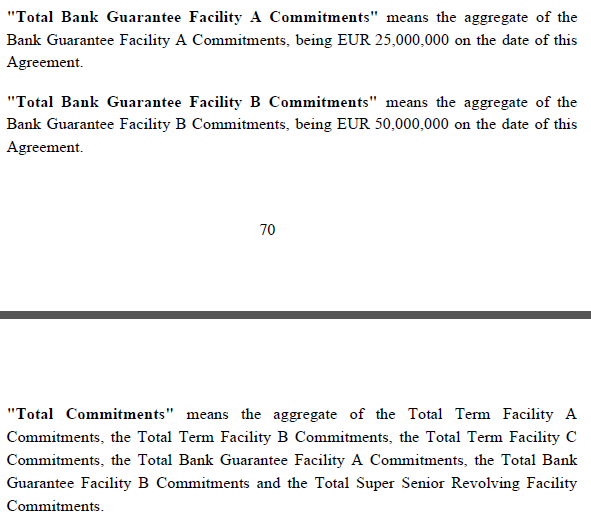 "Total Bank Guarantee Facility A Commitments" means the aggregate of the
Bank Guarantee Facility A Commitments, being EUR 25,000,000 on the date of this
Agreement.
"Total Bank Guarantee Facility B Commitments" means the aggregate of the
Bank Guarantee Facility B Commitments, being EUR 50,000,000 on the date of this
Agreement.
70
"Total Commitments" means the aggregate of the Total Term Facility A
Commitments, the Total Term Facility B Commitments, the Total Term Facility C
Commitments, the Total Bank Guarantee Facility A Commitments, the Total Bank
Guarantee Facility B Commitments and the Total Super Senior Revolving Facility
Commitments.